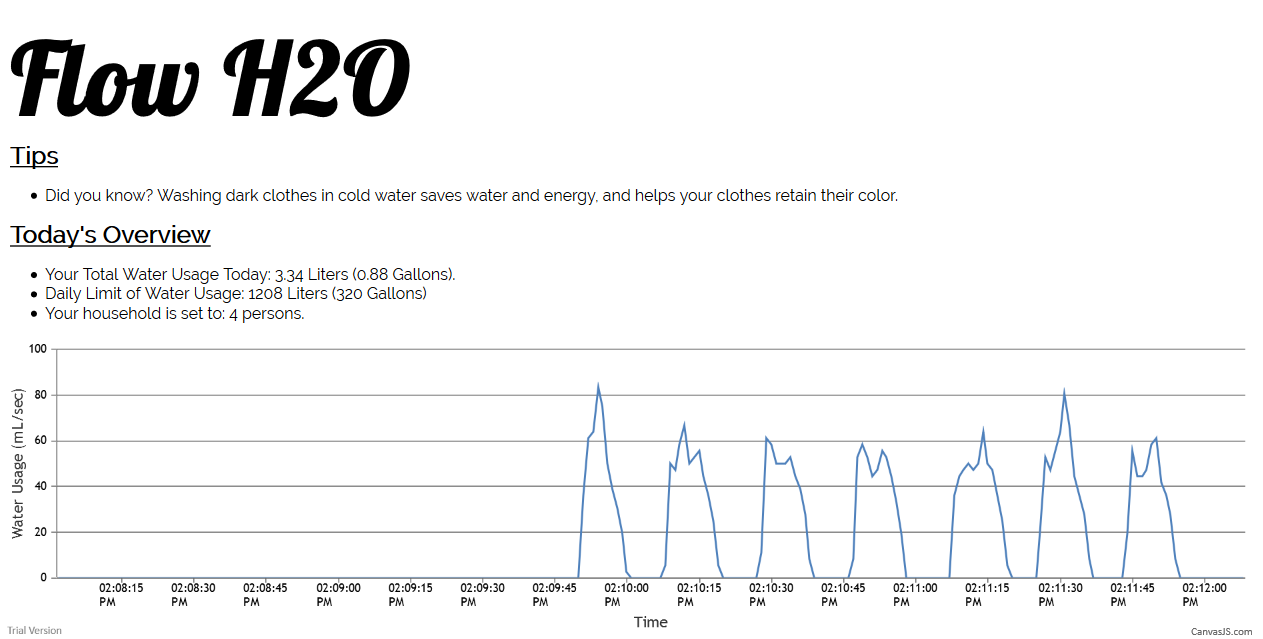 Flow H2O
Tips
• Did you know? Washing dark clothes in cold water saves water and energy, and helps your clothes retain their color.
Today's Overview
• Your Total Water Usage Today: 3.34 Liters (0.88 Gallons).
• Daily Limit of Water Usage: 1208 Liters (320 Gallons)
• Your household is set to: 4 persons.
Water Usage (mL/sec)
100
80
60
40
20
0
02:08:15 PM
02:08:30 PM
02:08:45 PM
02:09:00 PM
02:09:15 PM
02:09:30 PM
02:09:45 PM
02:10:00 PM
02:10:15 PM
02:10:30 PM
02:10:45 PM
02:11:00 PM
02:11:15 PM
02:11:30 PM
02:11:45 PM
02:12:00 PM
Time
Trial Version
CanvasJS.com